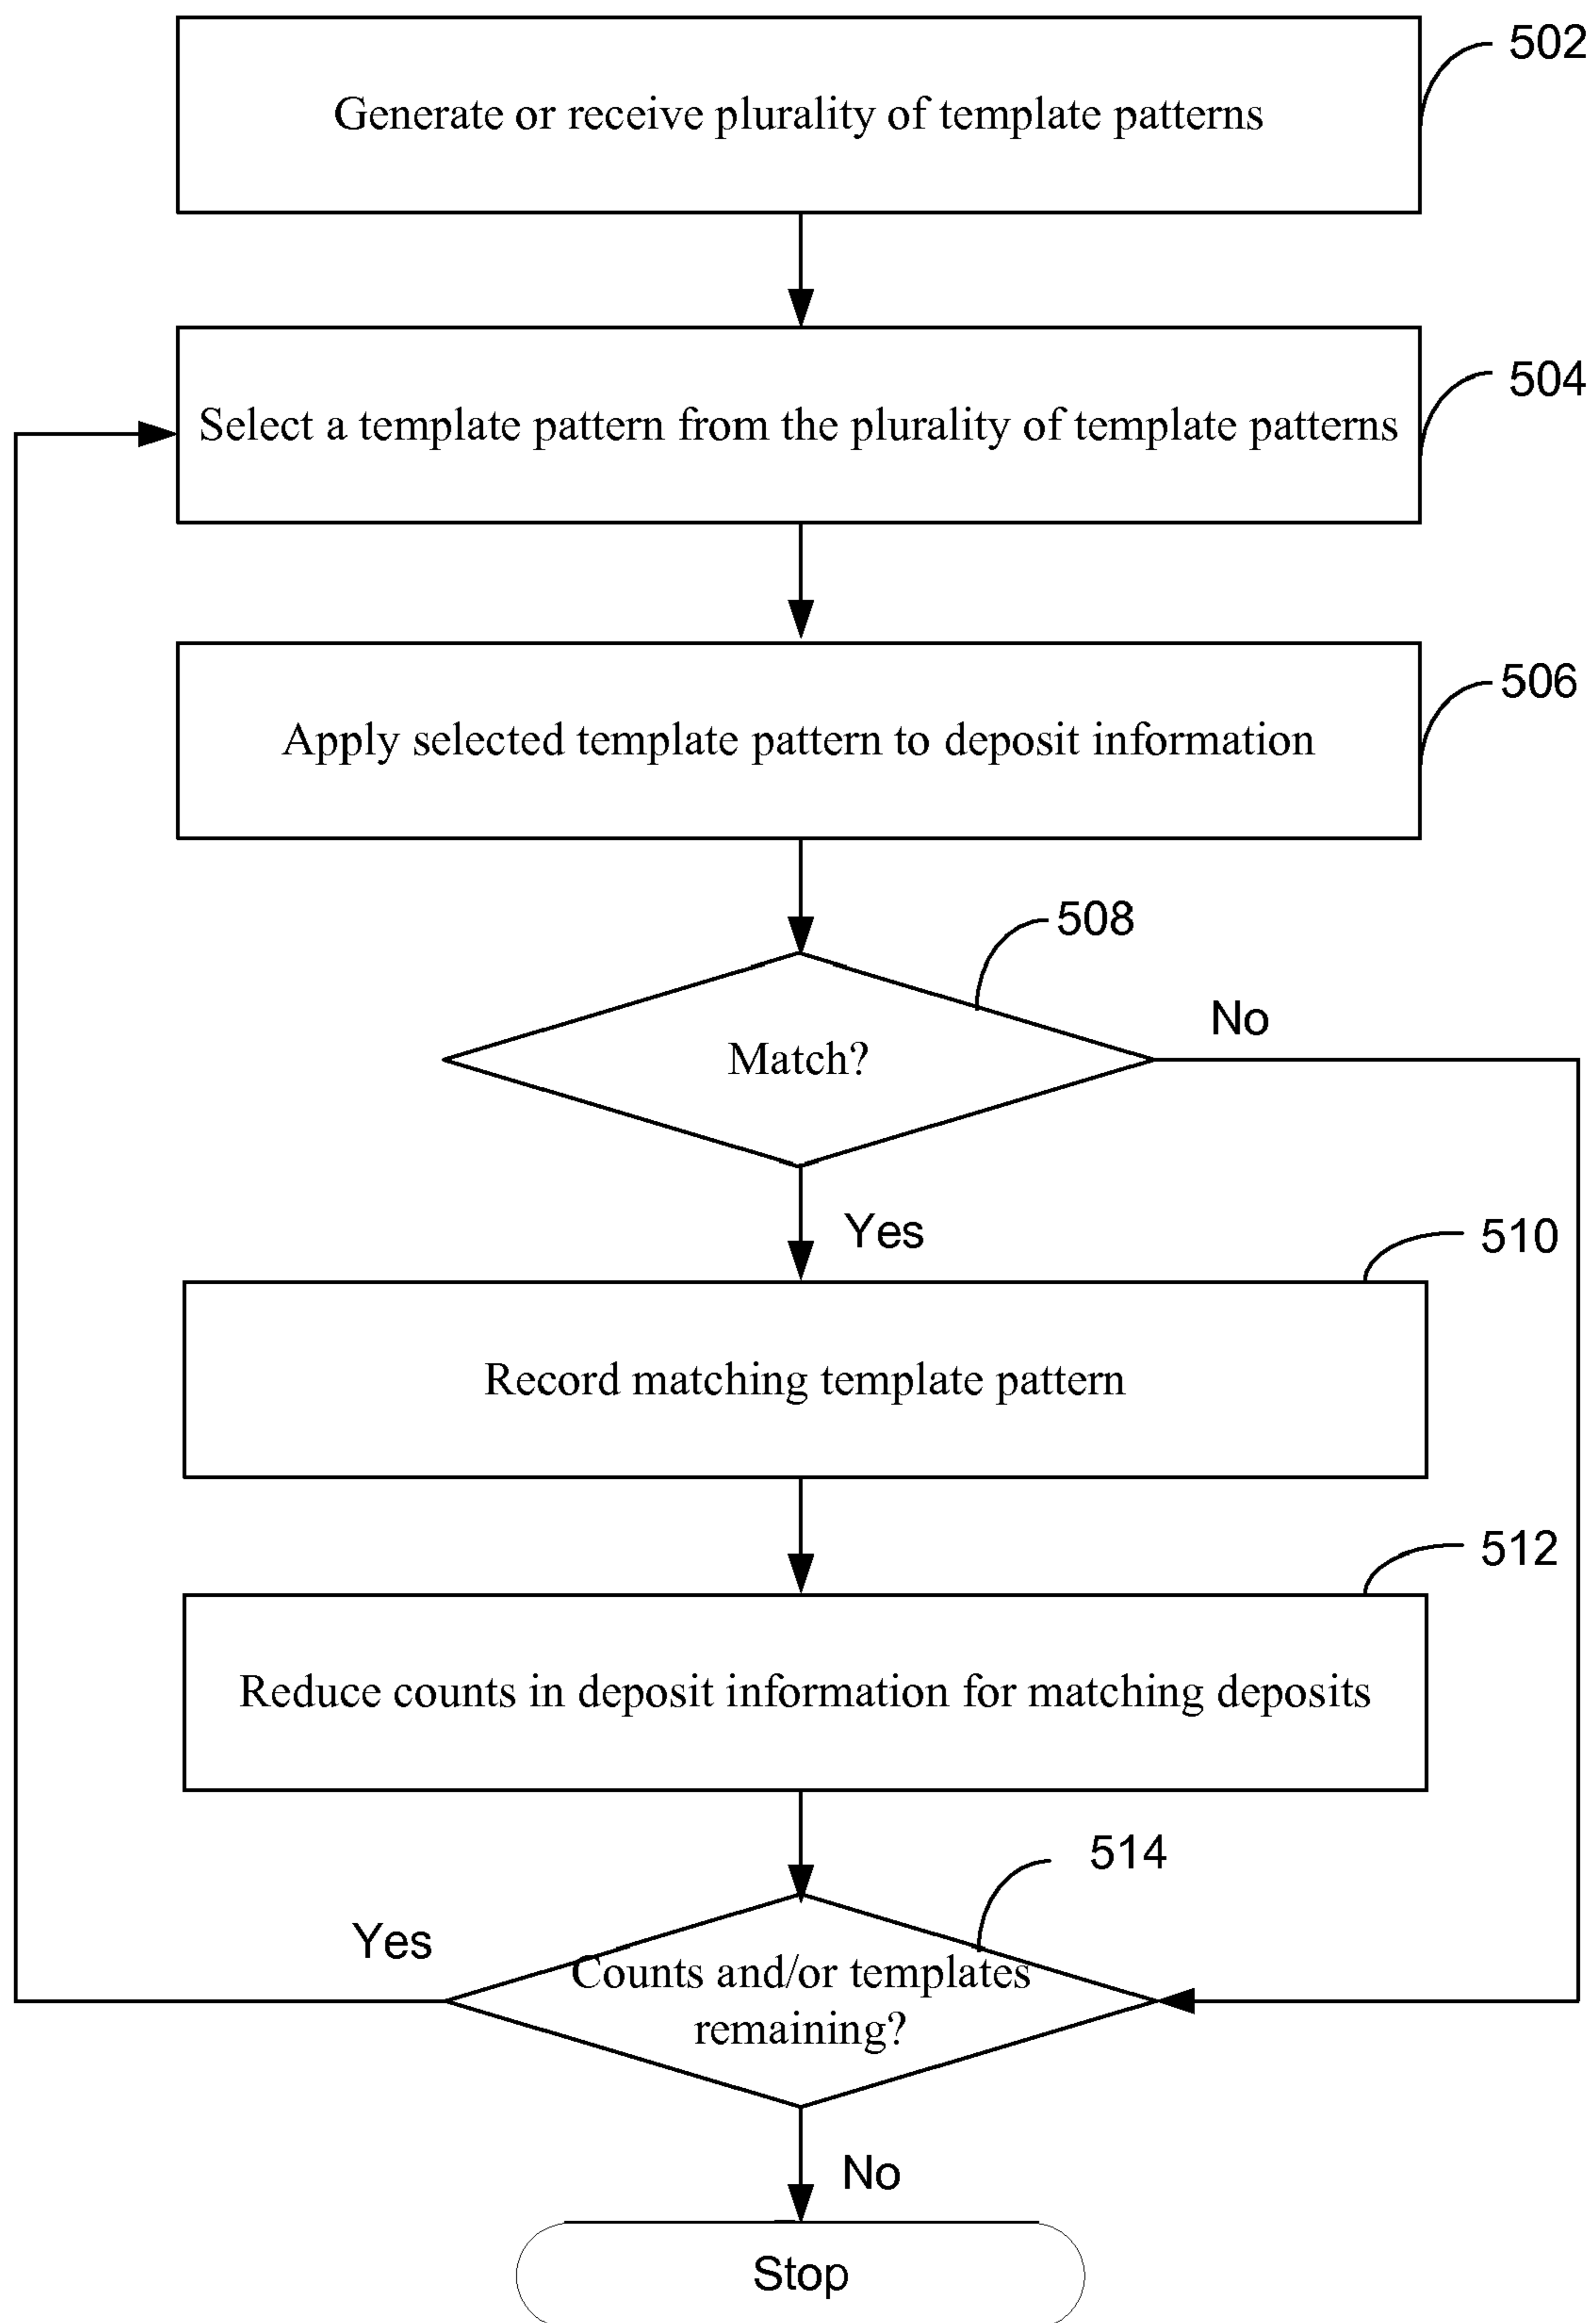 502
Generate or receive plurality of template patterns
504
Select a template pattern from the plurality of template patterns
506
Apply selected template pattern to deposit information
508
No
Match?
Yes
510
Record matching template pattern
512
Reduce counts in deposit information for matching deposits
514
Yes
Counts and/or templates
remaining?
No
Stop